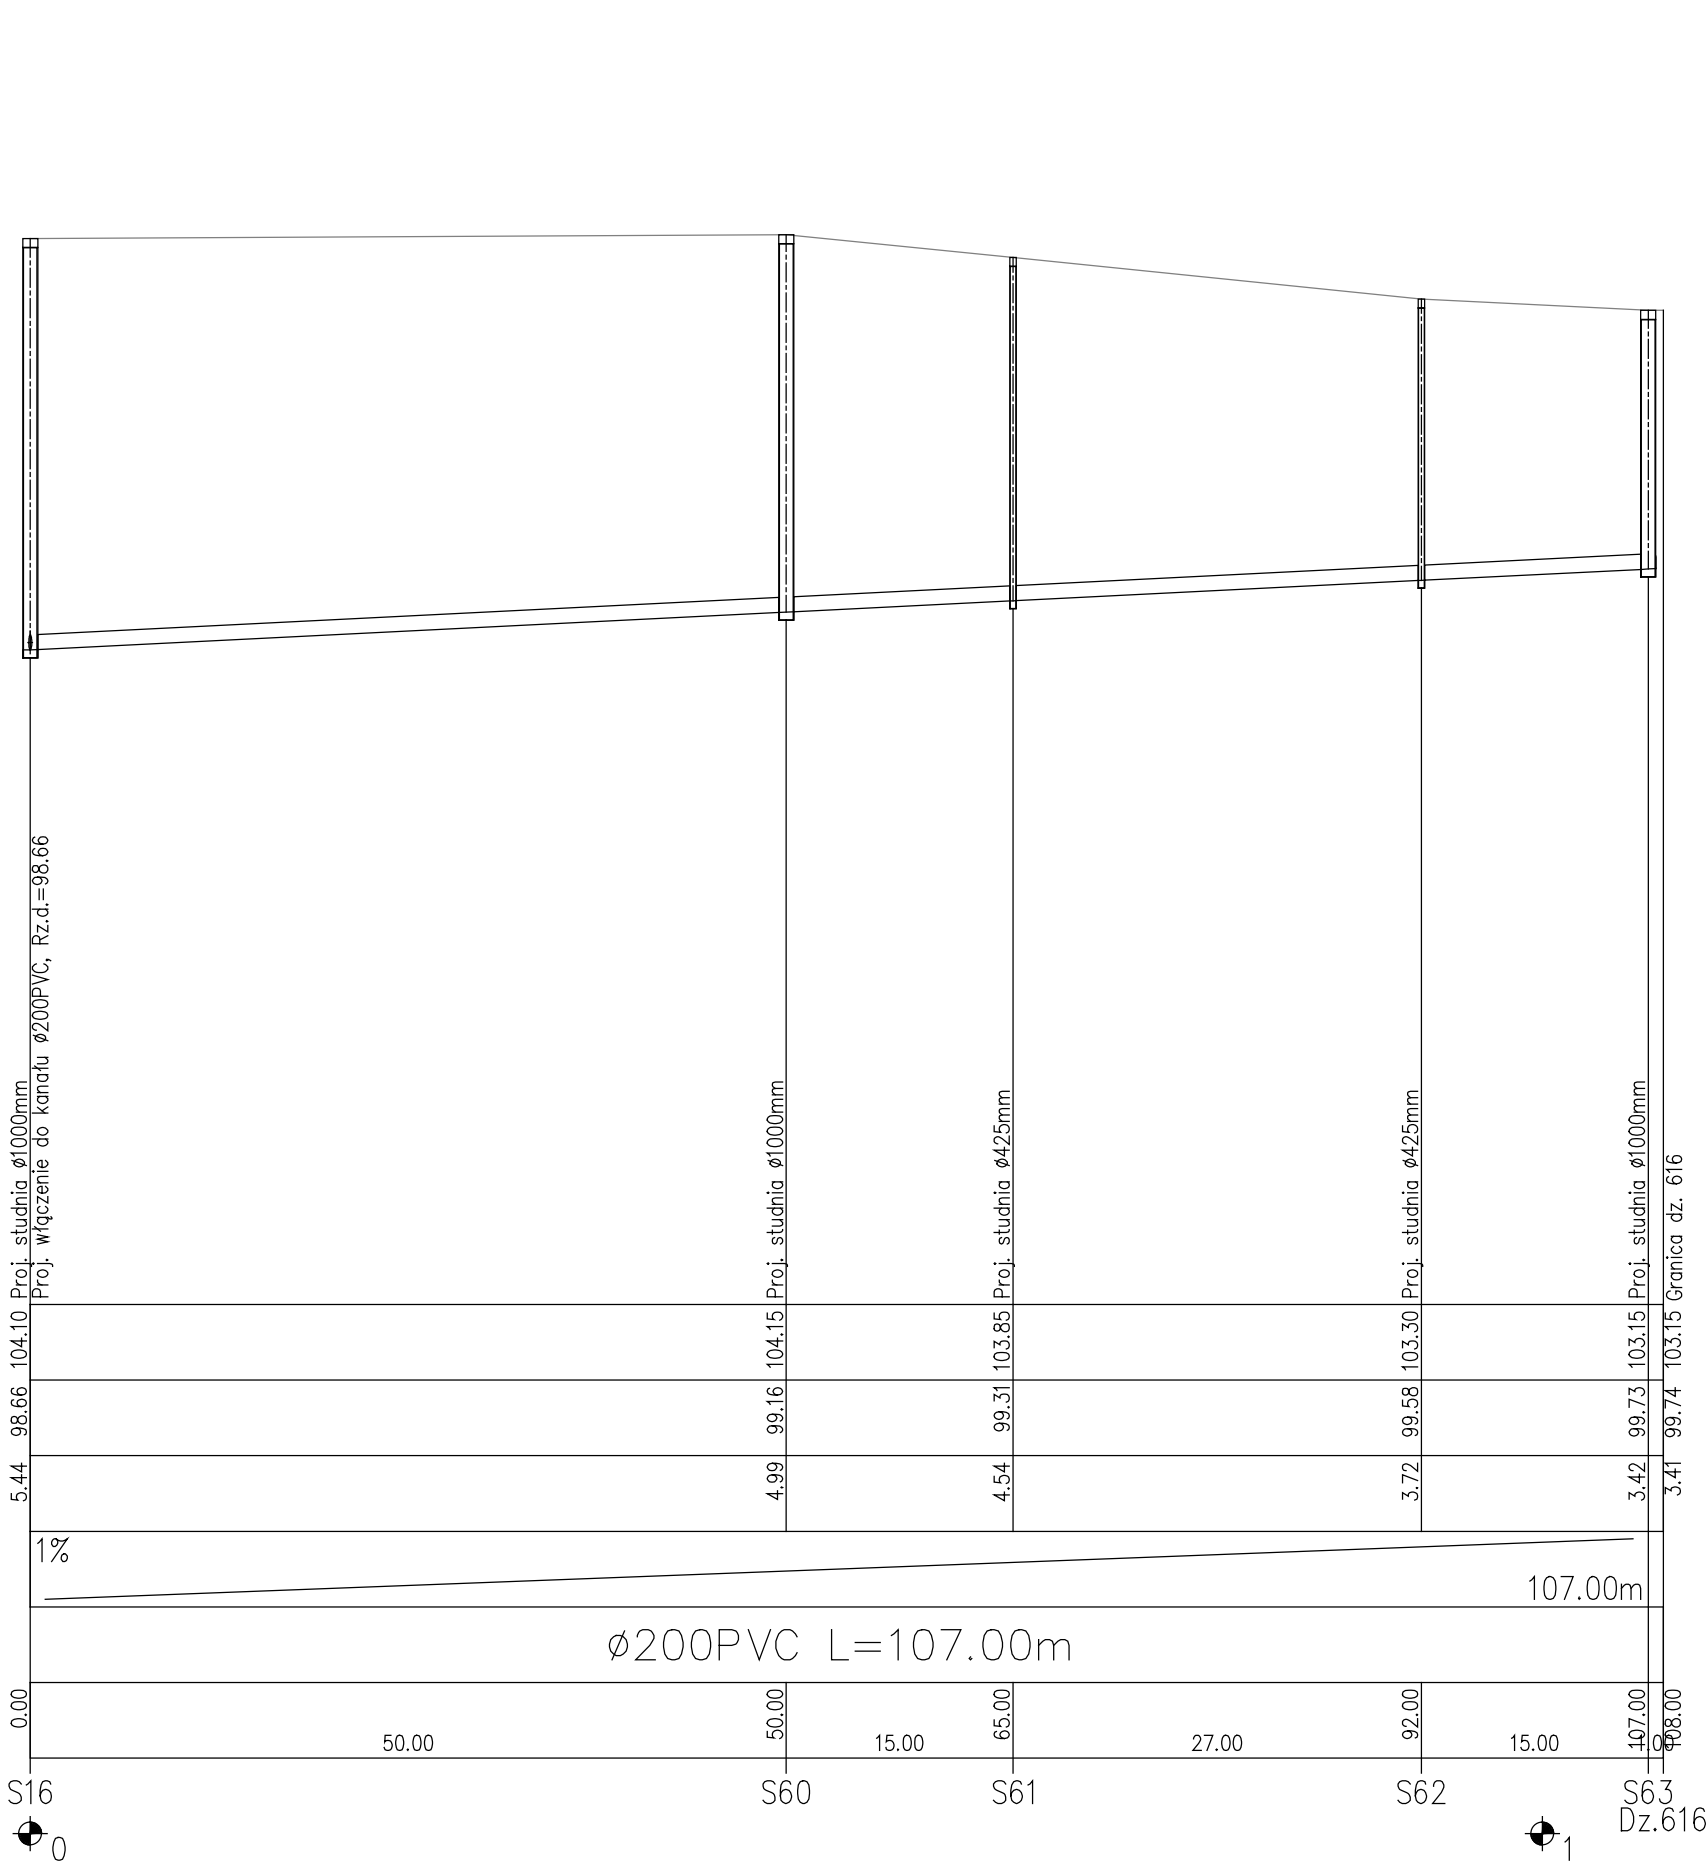 Proj. studnia ø1000mm
Proj. włączenie do kanału ø200PVC, Rz.d.=98.66
Proj. studnia ø1000mm
Proj. studnia ø425mm
Proj. studnia ø425mm
Proj. studnia ø1000mm
Granica dz. 616
104.10
104.15
103.85
103.30
103.15
103.15
98.66
99.16
99.31
99.58
99.73
99.74
5.44
4.99
4.54
3.72
3.42
3.41
1%
107.00m
ø200PVC L=107.00m
0.00
50.00
65.00
92.00
107.00
108.00
50.00
15.00
27.00
15.00
1.00
S16
S60
S61
S62
S63
Dz.616
0
1